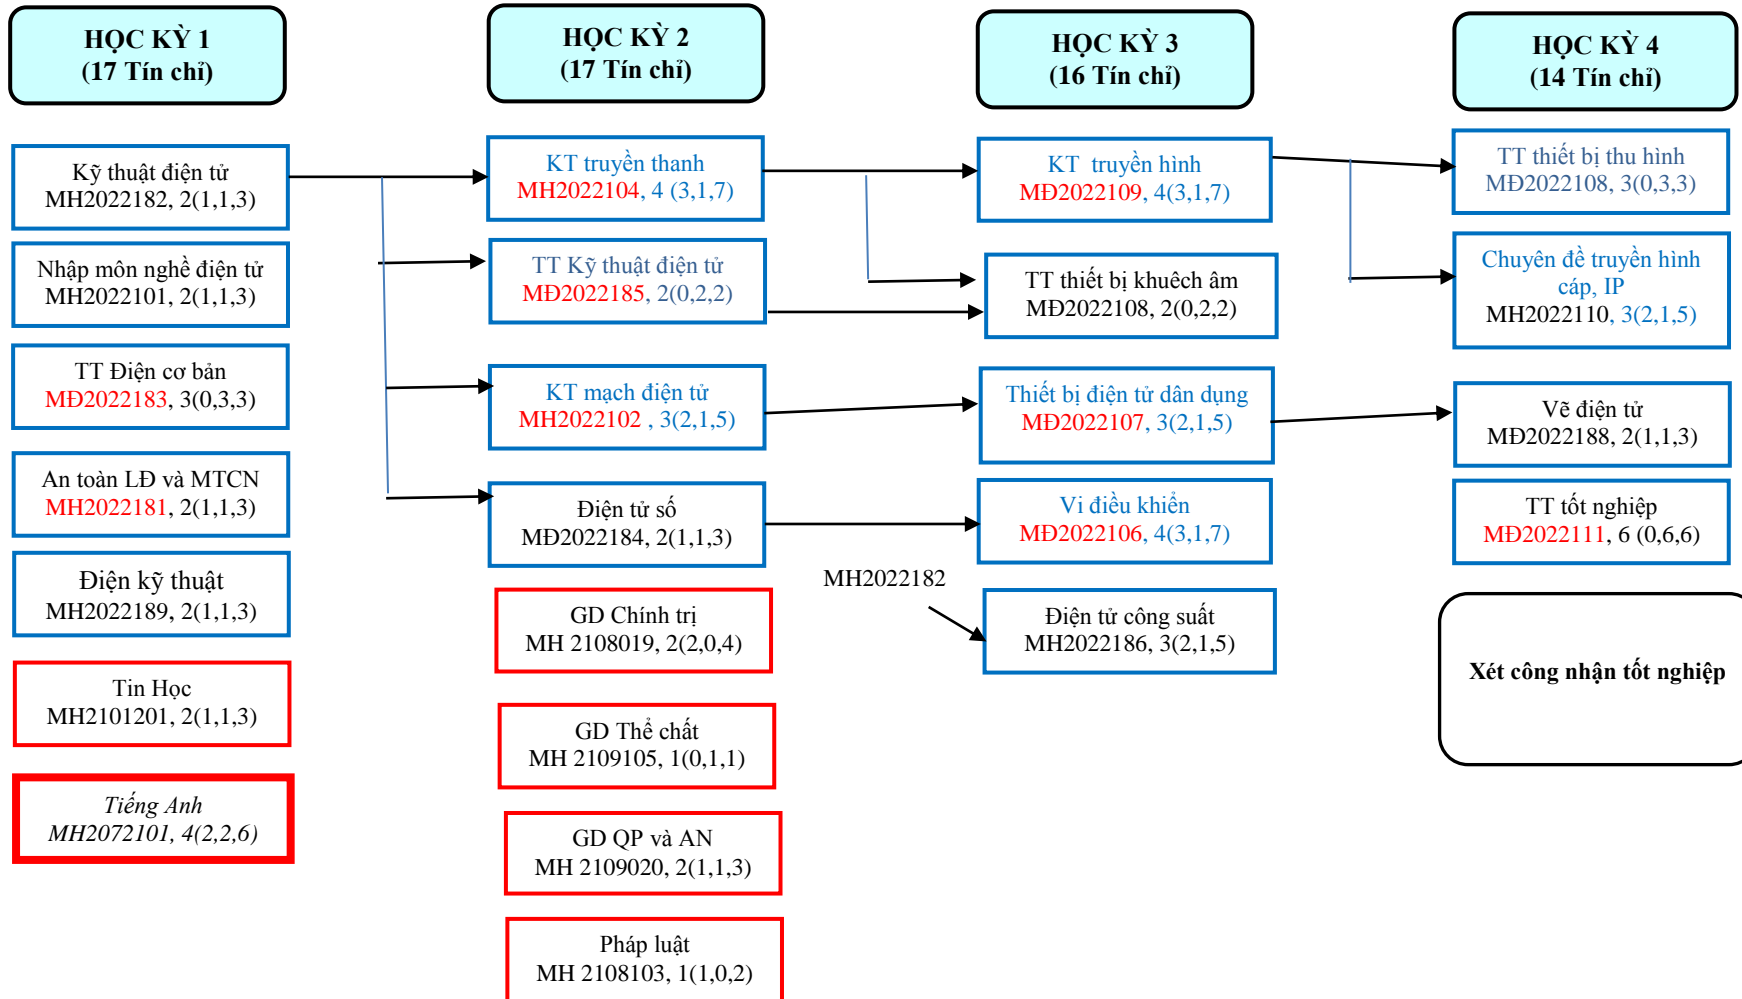 HỌC KỲ 1
(17 Tín chỉ)
Kỹ thuật điện tử
MH2022182, 2(1,1,3)
Nhập môn nghề điện tử
MH2022101, 2(1,1,3)
TT Điện cơ bản
MĐ2022183, 3(0,3,3)
An toàn LĐ và MTCN
MH2022181, 2(1,1,3)
Điện kỹ thuật
MH2022189, 2(1,1,3)
Tin Học
MH2101201, 2(1,1,3)
Tiếng Anh
MH2072101, 4(2,2,6)
HỌC KỲ 2
(17 Tín chỉ)
KT truyền thanh
MH2022104, 4 (3,1,7)
TT Kỹ thuật điện tử
MĐ2022185, 2(0,2,2)
KT mạch điện tử
MH2022102 , 3(2,1,5)
Điện tử số
MĐ2022184, 2(1,1,3)
GD Chính trị
MH 2108019, 2(2,0,4)
GD Thể chất
MH 2109105, 1(0,1,1)
GD QP và AN
MH 2109020, 2(1,1,3)
Pháp luật
MH 2108103, 1(1,0,2)
HỌC KỲ 3
(16 Tín chỉ)
KT truyền hình
MĐ2022109, 4(3,1,7)
TT thiết bị khuêch âm
MĐ2022108, 2(0,2,2)
Thiết bị điện tử dân dụng
MĐ2022107, 3(2,1,5)
Vi điều khiển
MĐ2022106, 4(3,1,7)
MH2022182
Điện tử công suất
MH2022186, 3(2,1,5)
HỌC KỲ 4
(14 Tín chỉ)
TT thiết bị thu hình
MĐ2022108, 3(0,3,3)
Chuyên đề truyền hình
cáp, IP
MH2022110, 3(2,1,5)
Vẽ điện tử
MĐ2022188, 2(1,1,3)
TT tốt nghiệp
MĐ2022111, 6 (0,6,6)
Xét công nhận tốt nghiệp